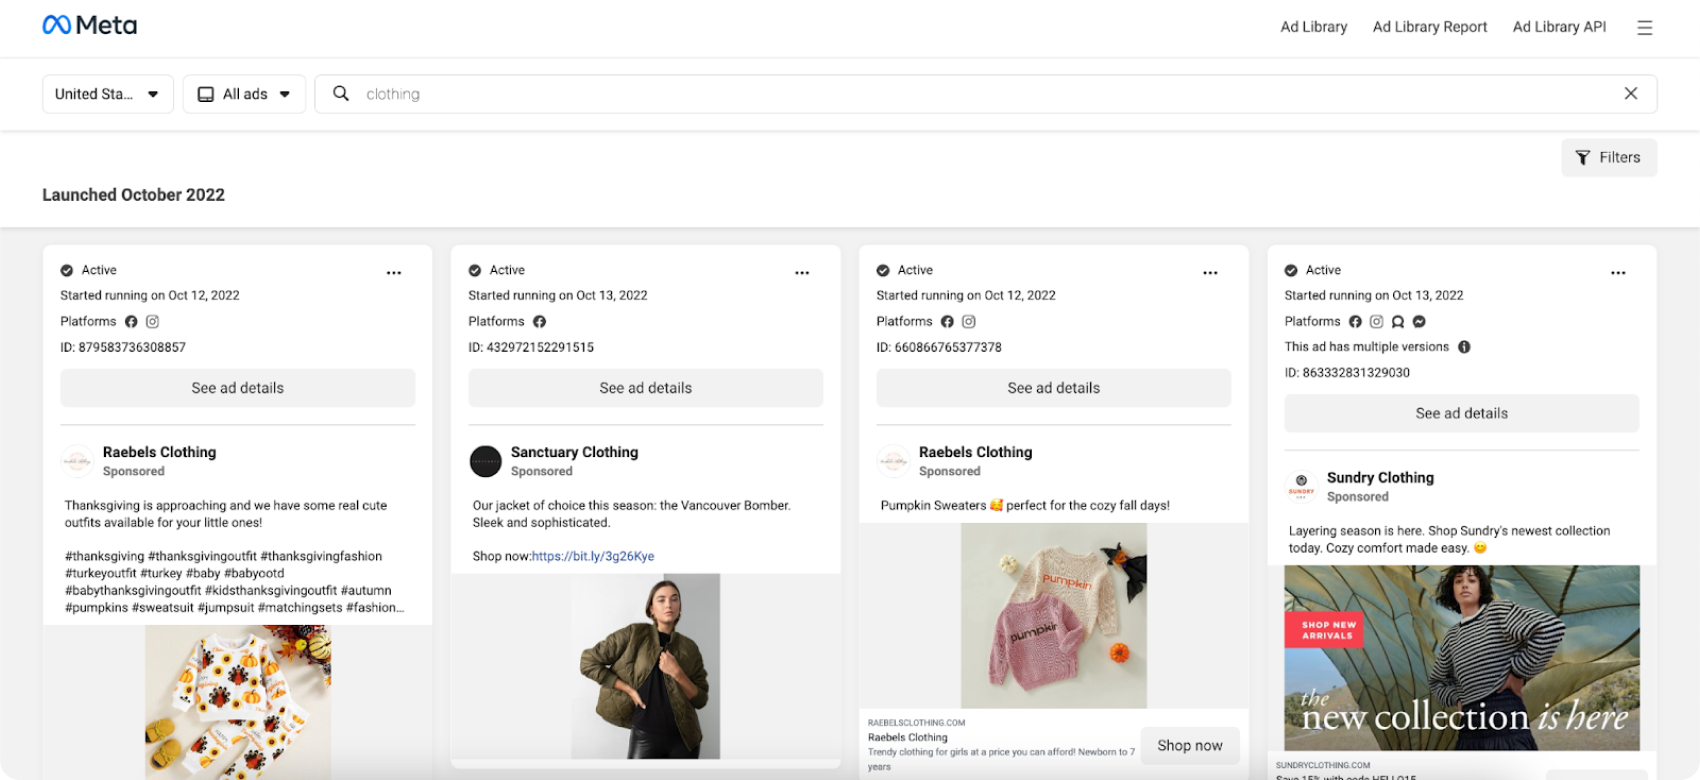 Meta
Ad Library
Ad Library Report
Ad Library API
United Sta...
All ads
clothing
Filters
Launched October 2022
Active
Started running on Oct 12, 2022
Platforms
ID: 879583736308857
See ad details
Raebels Clothing
Sponsored
Thanksgiving is approaching and we have some real cute
outfits available for your little ones!
#thanksgiving #thanksgivingoutfit #thanksgivingfashion
#turkeyoutfit #turkey #baby #babyootd
#babythanksgivingoutfit #kidsthanksgivingoutfit #autumn
#pumpkins #sweatsuit #jumpsuit #matchingsets #fashion...
Active
Started running on Oct 13, 2022
Platforms
ID: 432972152291515
See ad details
Sanctuary Clothing
Sponsored
Our jacket of choice this season: the Vancouver Bomber.
Sleek and sophisticated.
Shop now:https://bit.ly/3g26Kye
Active
Started running on Oct 12, 2022
Platforms
ID: 660866765377378
See ad details
Raebels Clothing
Sponsored
Pumpkin Sweaters 🥰 perfect for the cozy fall days!
pumpkin
pumpkin
RAEBELSCLOTHING.COM
Raebels Clothing
Trendy clothing for girls at a price you can afford! Newborn to 7
years
Shop now
Active
Started running on Oct 13, 2022
Platforms
This ad has multiple versions
ID: 863332831329030
See ad details
SUNDRY
Sundry Clothing
Sponsored
Layering season is here. Shop Sundry's newest collection
today. Cozy comfort made easy. 😊
SHOP NEW
ARRIVALS
the
new collection is here
SUNDRYCLOTHING.COM
Save 15% with code HELLO15